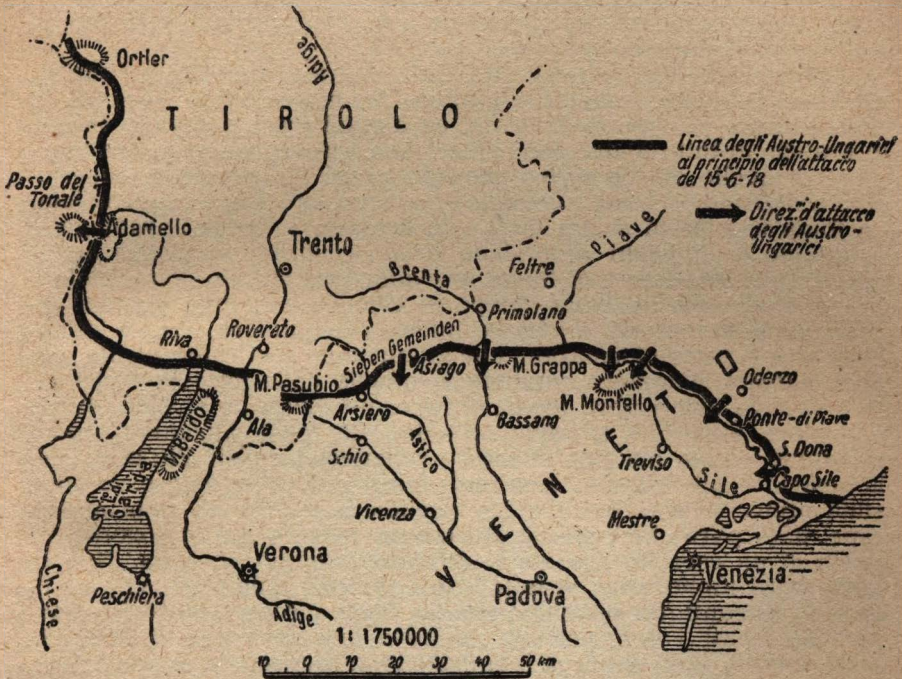 Ortler
Adige
TIROLO
Linea degli Austro-Ungarici
al principio dell'attacco
del 15-6-18
Passo del
Tonale
Adamello
Direz.ni d'attacco
degli Austro-
Ungarici
Piave
Trento
Brenta
Feltre
Primolano
Riva
Rovereto
Sieben Gemeinden
Asiago
M. Grappa
M. Pasubio
Arsiero
M. Montello
Oderzo
Bassano
Ponte-di Piave
M. Baldo
Ala
Schio
Astico
Treviso
S. Dona
Sile
Capo Sile
Garda
Vicenza
Mestre
VENETO
Verona
Venezia
Chiese
Peschiera
Padova
Adige
1:1750000
10 0 10 20 30 40 50 km